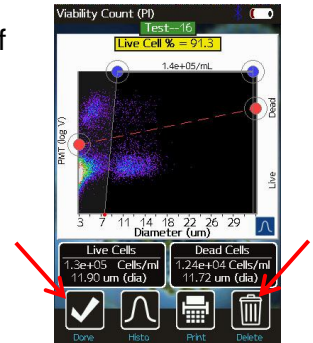 f
Viability Count (PI)
Test--16
Live Cell % = 91.3
1.4e+05/mL
PMT (log V)
Dead
Live
3 7 11 14 18 22 26 29
Diameter (um)
Live Cells
1.3e+05 Cells/ml
11.90 um (dia)
Dead Cells
1.24e+04 Cells/ml
11.72 um (dia)
Done
Histo
Print
Delete